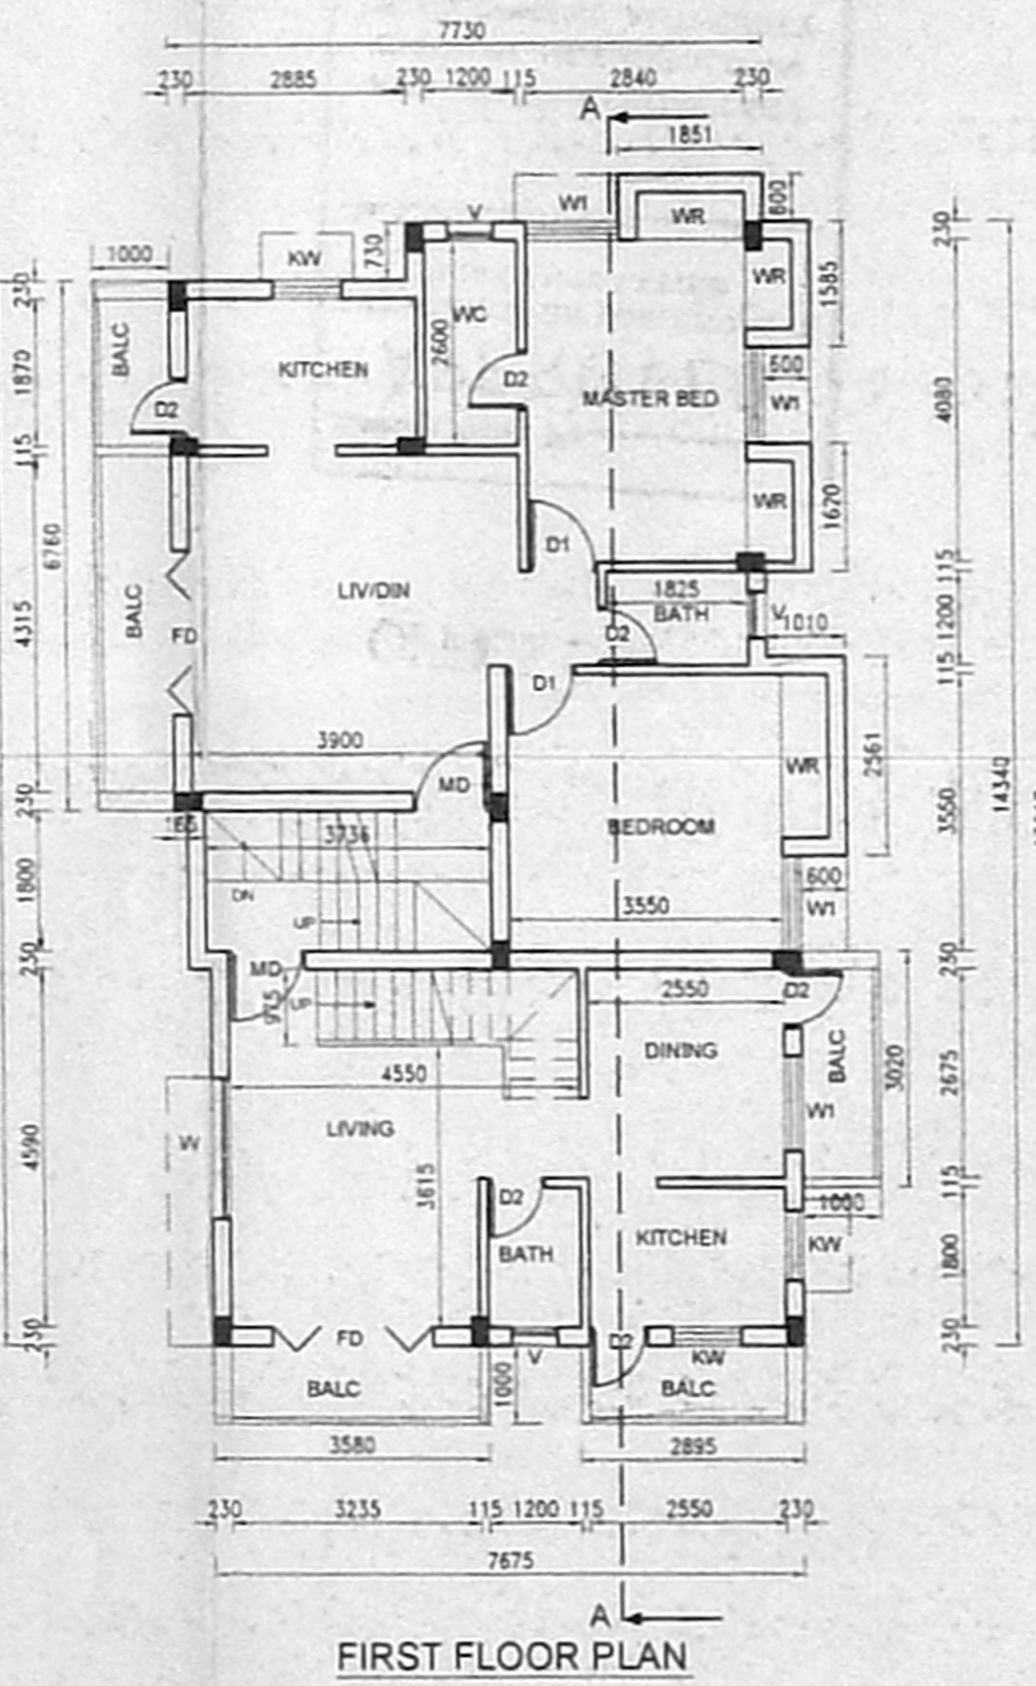 7730
230 2885 230 1200 115 2840 230
A
1851
W1
WR
600
V
730
KW
1000
WR
1585
230
230
BALC
KITCHEN
WC
2600
D2
D2
MASTER BED
600
W1
1870
4080
115
WR
1620
D1
6760
4315
BALC
FD
LIV/DIN
1825
BATH
D2
V
1010
115
1200
115
D1
3900
MD
WR
2561
14340
BEDROOM
3550
230
165
3736
DN
UP
1800
3550
600
W1
230
MD
UP
975
2550
D2
230
DINING
BALC
3020
2675
4550
LIVING
W
W1
4590
3615
D2
BATH
KITCHEN
115
1000
KW
1800
230
FD
V
D2
KW
230
BALC
1000
BALC
3580
2895
230 3235 115 1200 115 2550 230
7675
A
FIRST FLOOR PLAN